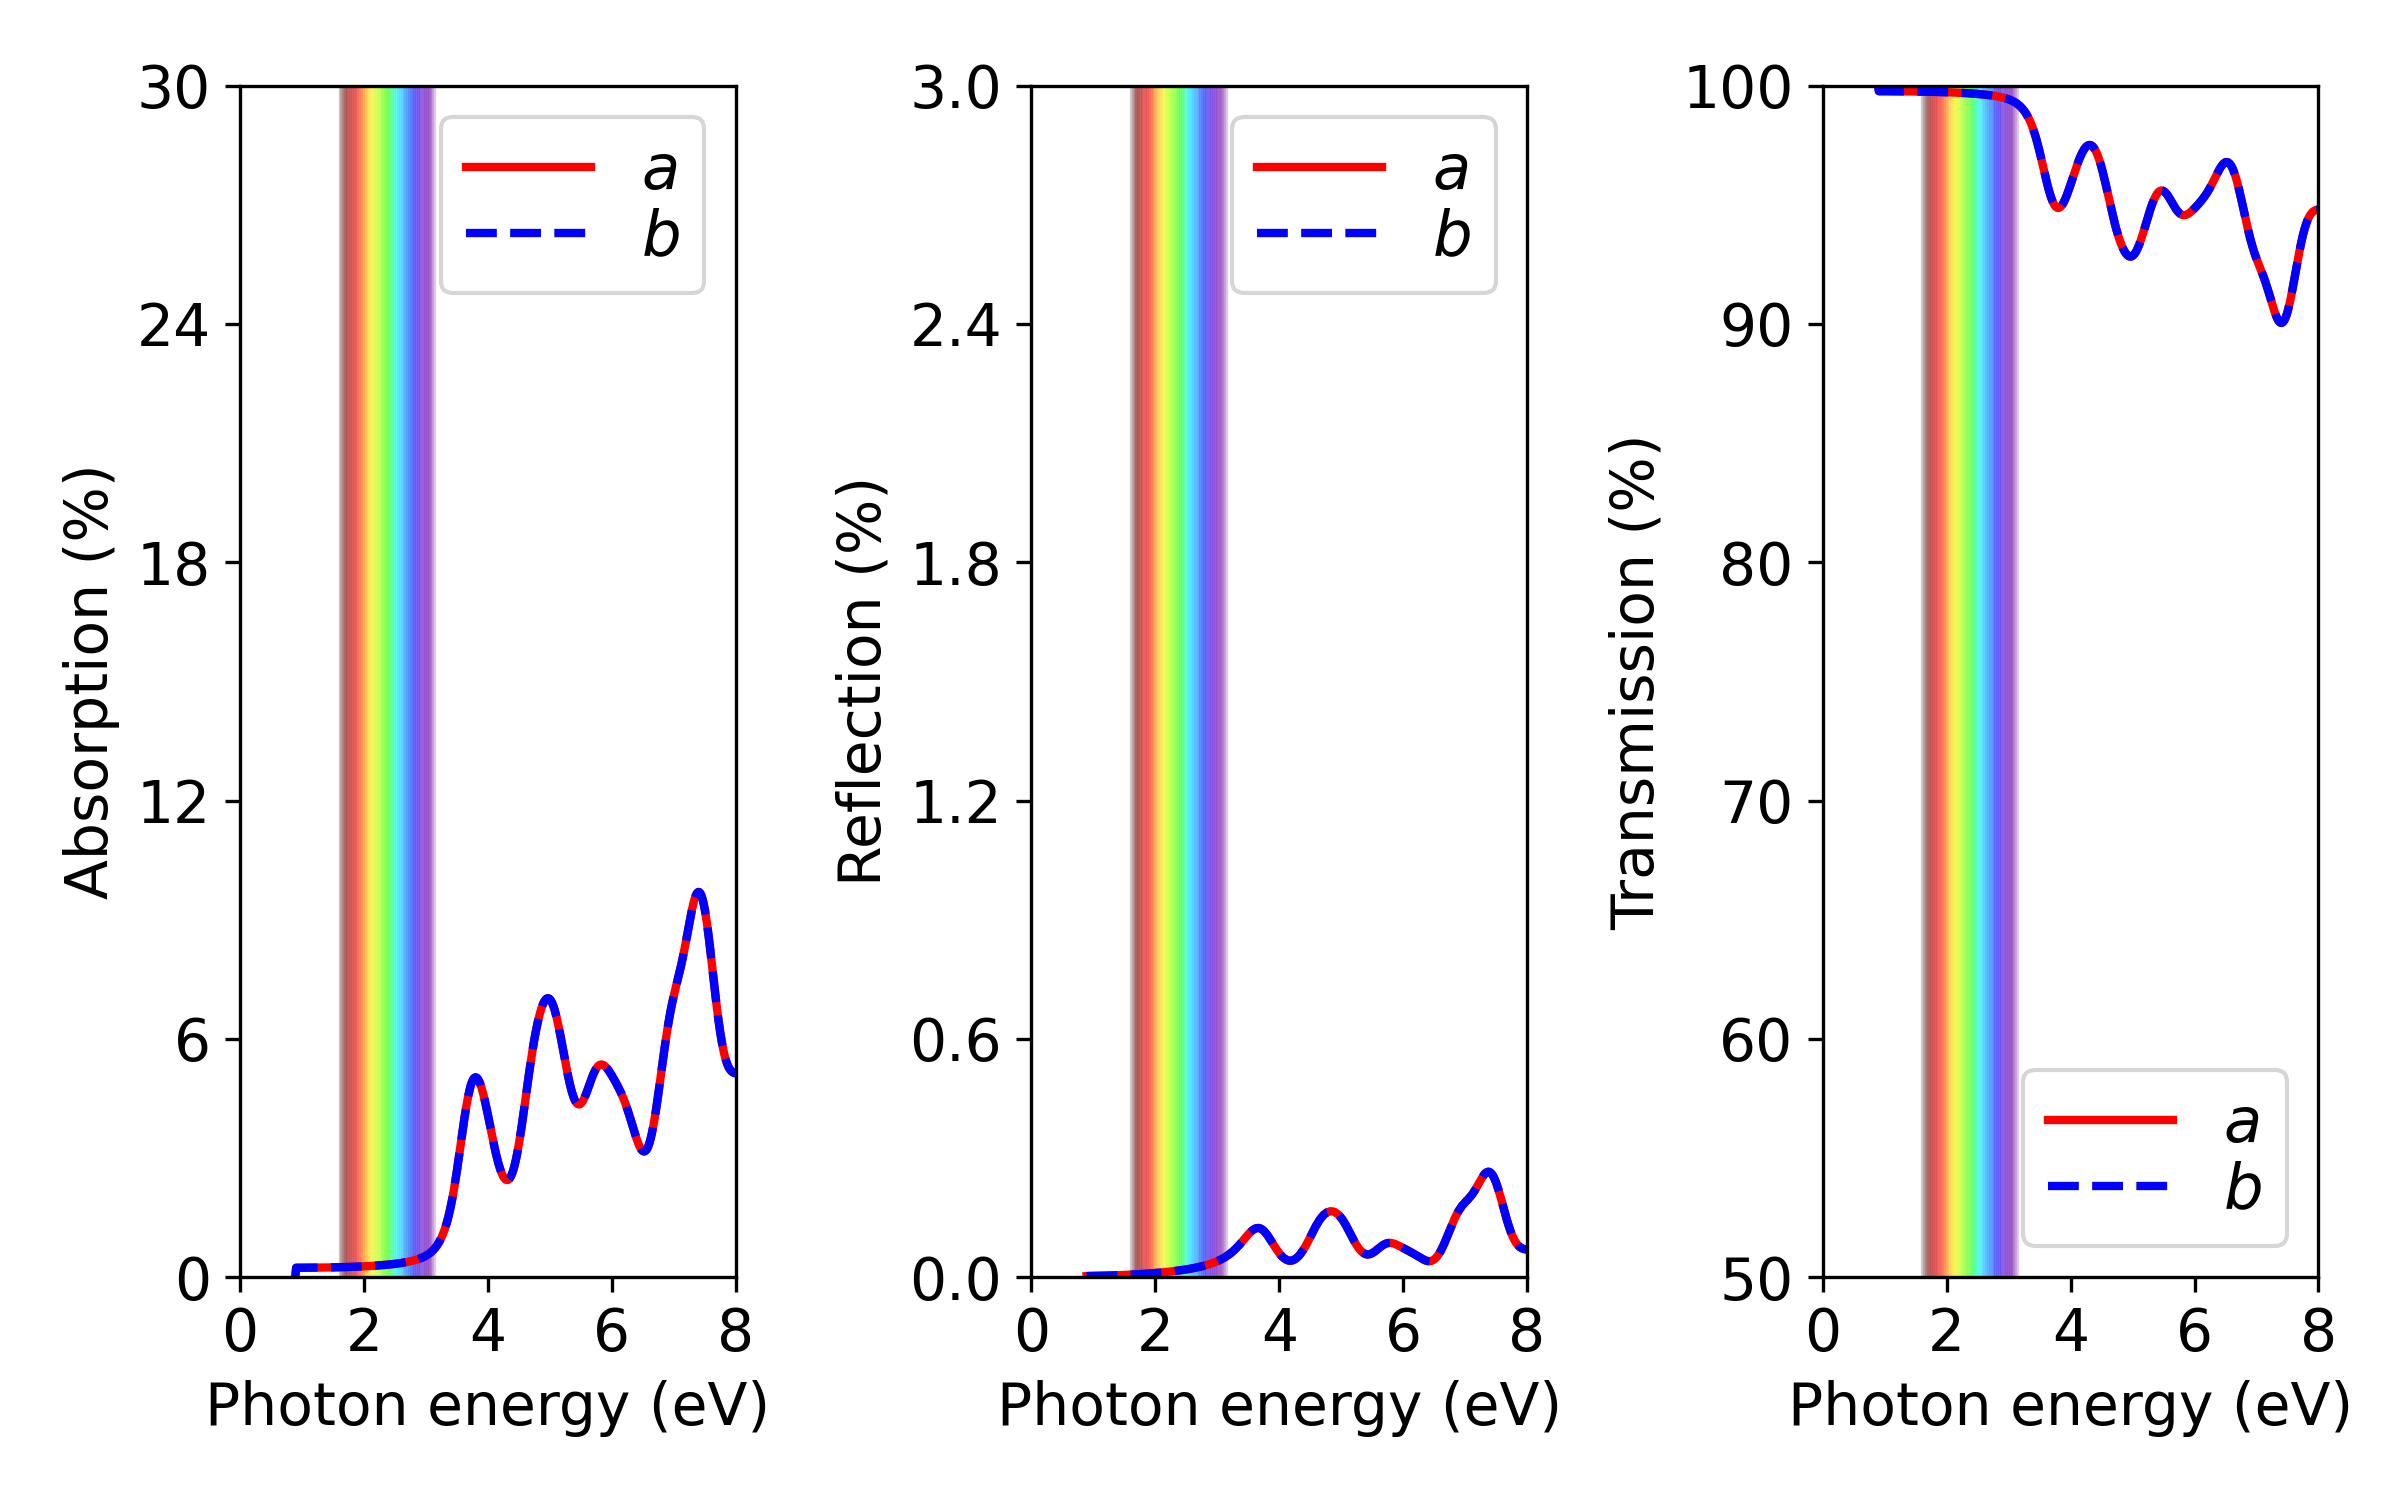 Absorption (%)
30
24
18
12
6
0
0 2 4 6 8
Photon energy (eV)
a
b
Reflection (%)
3.0
2.4
1.8
1.2
0.6
0.0
0 2 4 6 8
Photon energy (eV)
a
b
Transmission (%)
100
90
80
70
60
50
0 2 4 6 8
Photon energy (eV)
a
b